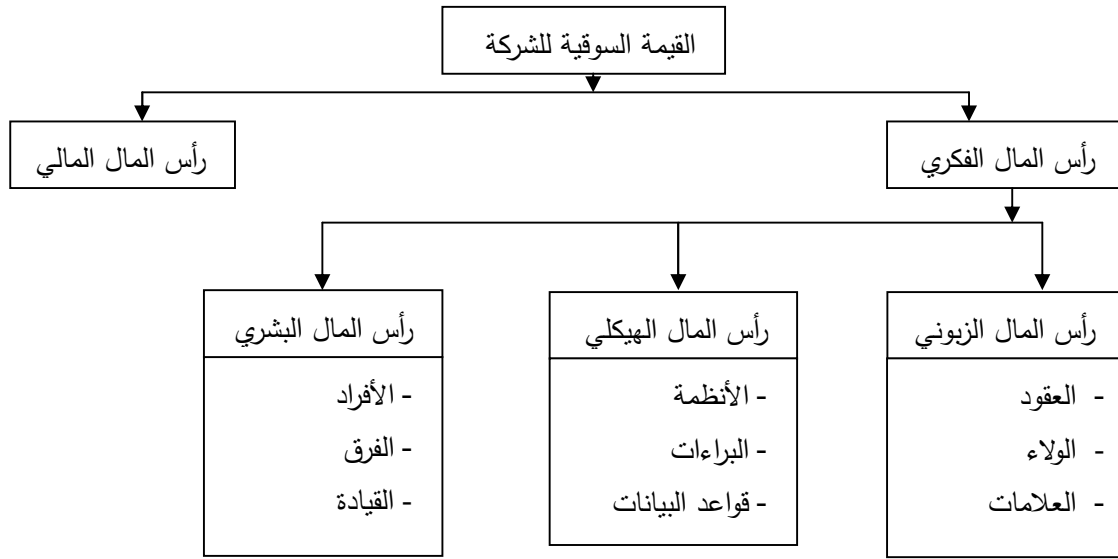 القيمة السوقية للشركة
رأس المال الفكري
رأس المال المالي
رأس المال الزبوني
- العقود
- الولاء
- العلامات
رأس المال الهيكلي
- الأنظمة
- البراءات
- قواعد البيانات
رأس المال البشري
- الأفراد
- الفرق
- القيادة